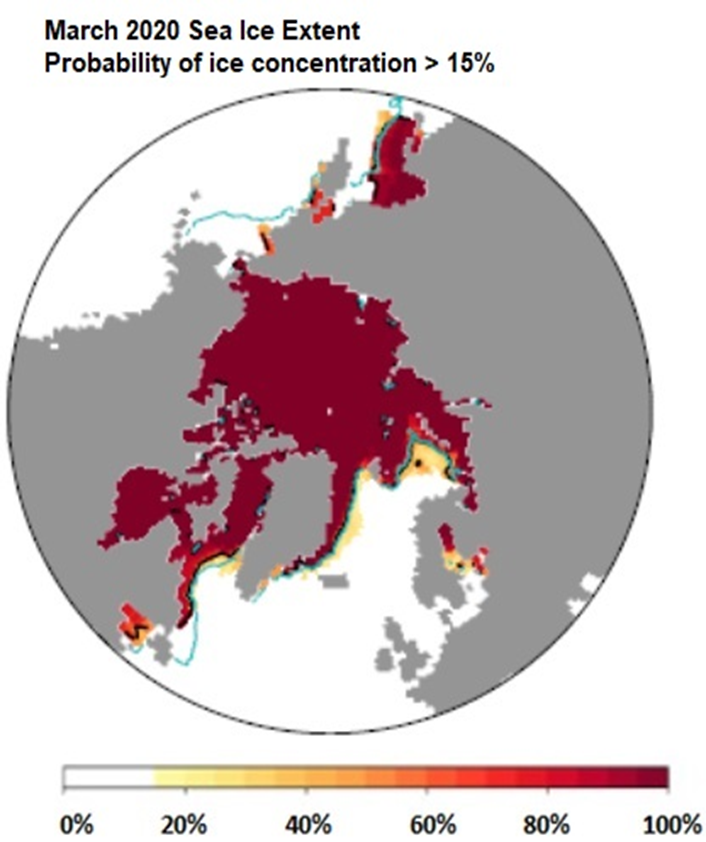 March 2020 Sea Ice Extent
Probability of ice concentration > 15%
0% 20% 40% 60% 80% 100%